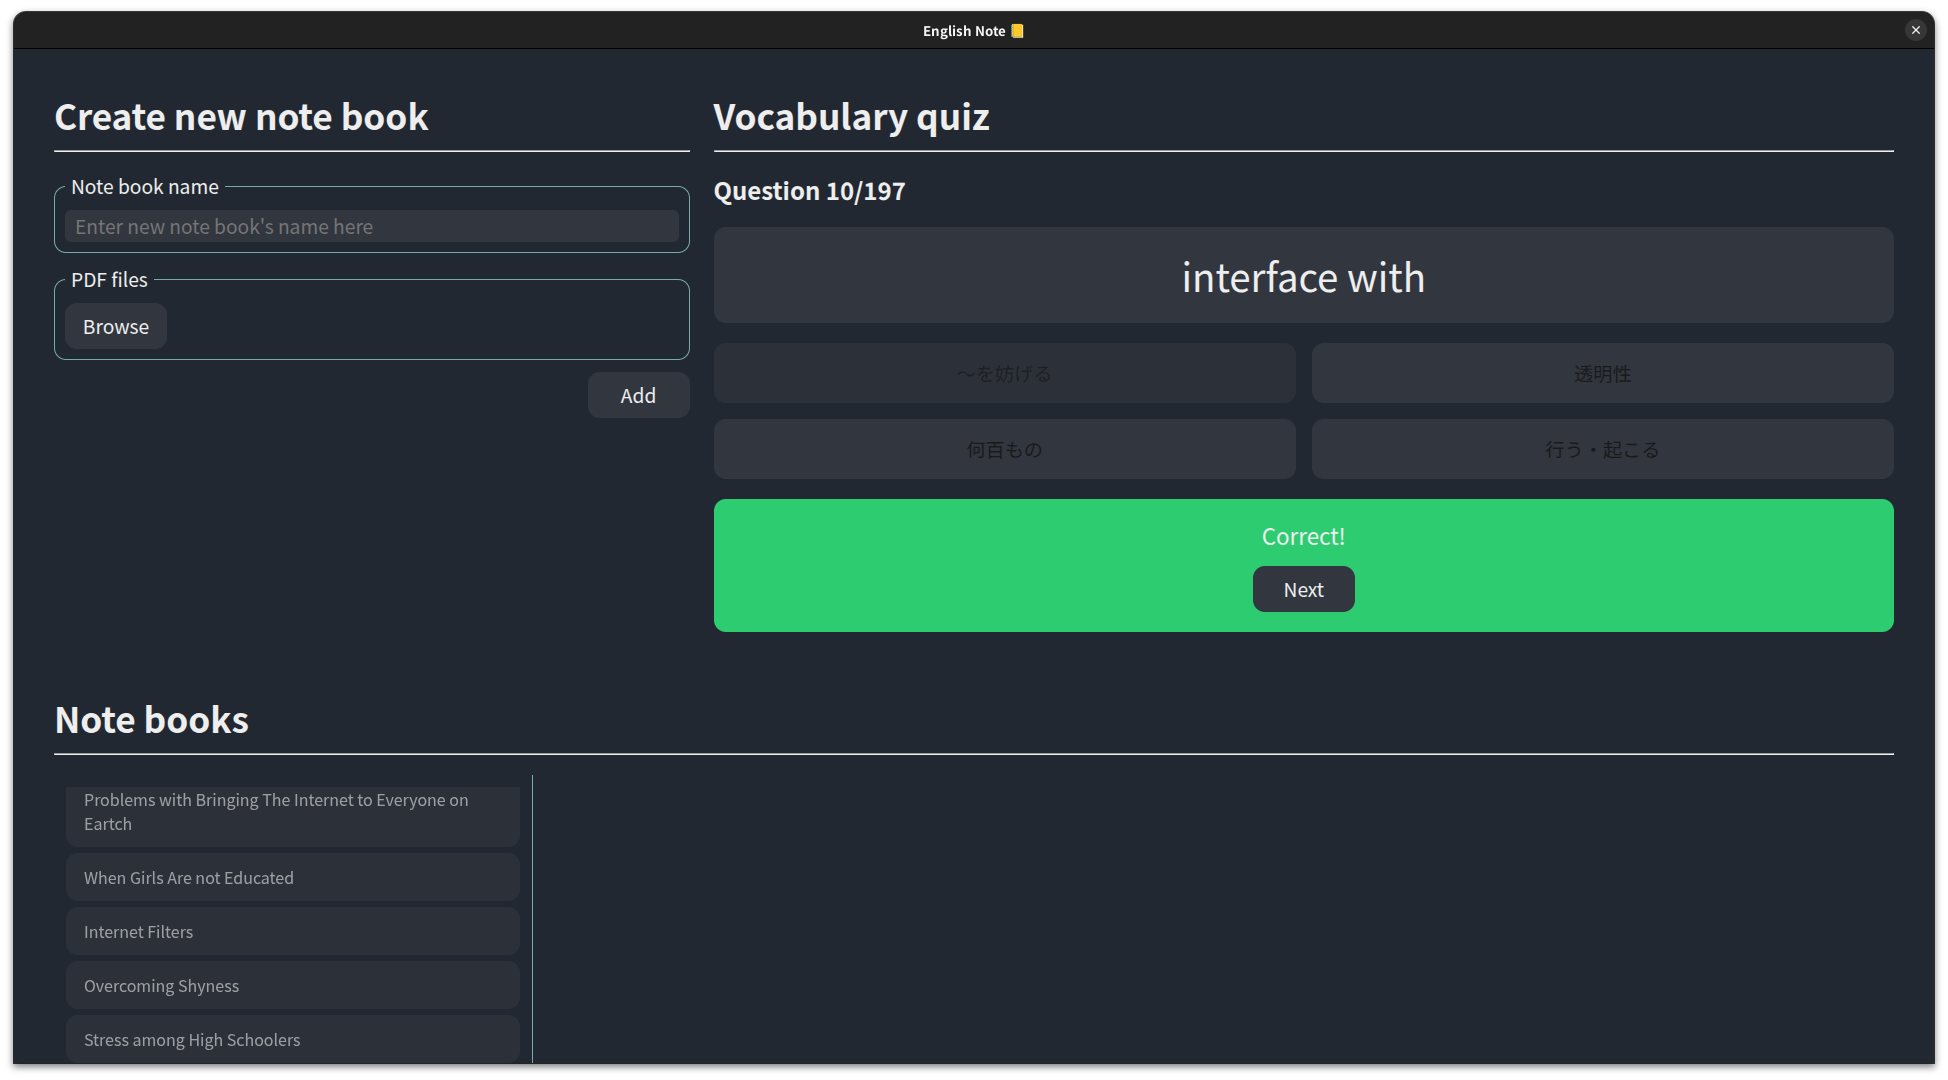 English Note 📒
Create new note book
Note book name
Enter new note book's name here
PDF files
Browse
Add
Vocabulary quiz
Question 10/197
interface with
～を妨げる
透明性
何百もの
行う・起こる
Correct!
Next
Note books
Problems with Bringing The Internet to Everyone on
Eartch
When Girls Are not Educated
Internet Filters
Overcoming Shyness
Stress among High Schoolers